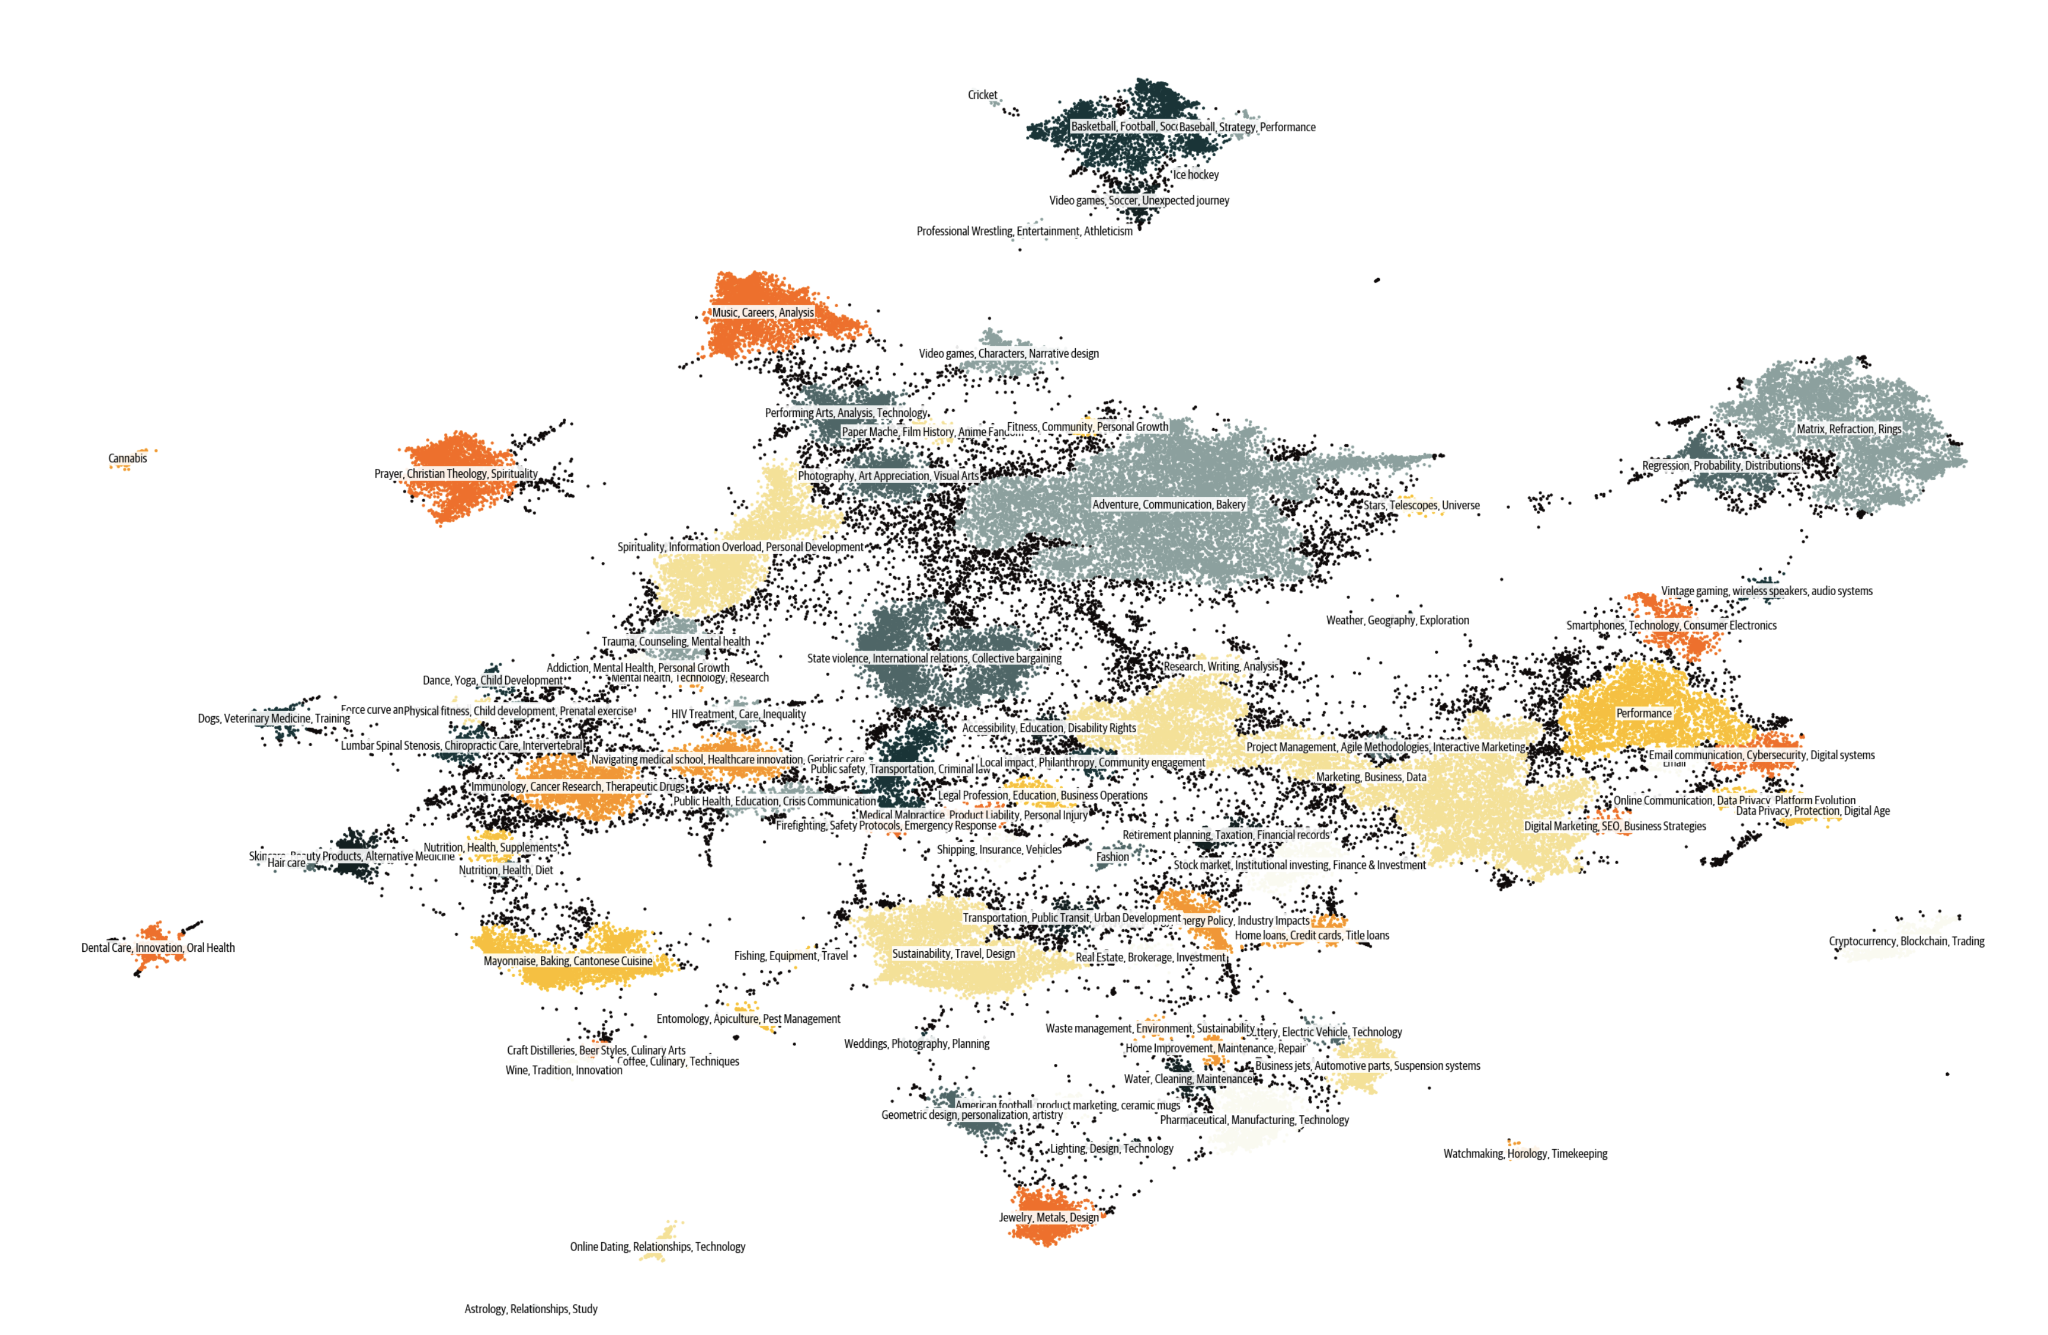 Cricket
Basketball, Football, Soc
Baseball, Strategy, Performance
Ice hockey
Video games, Soccer, Unexpected journey
Professional Wrestling, Entertainment, Athleticism
Music, Careers, Analysis
Video games, Characters, Narrative design
Performing Arts, Analysis, Technology
Paper Mache, Film History, Anime Fandom
Fitness, Community, Personal Growth
Matrix, Refraction, Rings
Cannabis
Prayer, Christian Theology, Spirituality
Photography, Art Appreciation, Visual Arts
Regression, Probability, Distributions
Adventure, Communication, Bakery
Stars, Telescopes, Universe
Spirituality, Information Overload, Personal Development
Vintage gaming, wireless speakers, audio systems
Weather, Geography, Exploration
Smartphones, Technology, Consumer Electronics
Trauma, Counseling, Mental health
State violence, International relations, Collective bargaining
Addiction, Mental Health, Personal Growth
Research, Writing, Analysis
Mental health, Technology, Research
Dance, Yoga, Child Development
Dogs, Veterinary Medicine, Training
Force curve an
Physical fitness, Child development, Prenatal exercise
HIV Treatment, Care, Inequality
Performance
Accessibility, Education, Disability Rights
Lumbar Spinal Stenosis, Chiropractic Care, Intervertebral
Project Management, Agile Methodologies, Interactive Marketing
Navigating medical school, Healthcare innovation, Geriatric care
Email communication, Cybersecurity, Digital systems
Local impact, Philanthropy, Community engagement
Public safety, Transportation, Criminal law
Marketing, Business, Data
Immunology, Cancer Research, Therapeutic Drugs
Legal Profession, Education, Business Operations
Public Health, Education, Crisis Communication
Online Communication, Data Privacy, Platform Evolution
Data Privacy, Protection, Digital Age
Medical Malpractice, Product Liability, Personal Injury
Firefighting, Safety Protocols, Emergency Response
Digital Marketing, SEO, Business Strategies
Retirement planning, Taxation, Financial records
Nutrition, Health, Supplements
Shipping, Insurance, Vehicles
Fashion
Skincare, Beauty Products, Alternative Medicine
Hair care
Stock market, Institutional investing, Finance & Investment
Nutrition, Health, Diet
Transportation, Public Transit, Urban Development
nergy Policy, Industry Impacts
Home loans, Credit cards, Title loans
Cryptocurrency, Blockchain, Trading
Dental Care, Innovation, Oral Health
Sustainability, Travel, Design
Fishing, Equipment, Travel
Real Estate, Brokerage, Investment
Mayonnaise, Baking, Cantonese Cuisine
Entomology, Apiculture, Pest Management
Waste management, Environment, Sustainability
ttery, Electric Vehicle, Technology
Weddings, Photography, Planning
Home Improvement, Maintenance, Repair
Craft Distilleries, Beer Styles, Culinary Arts
Coffee, Culinary, Techniques
Wine, Tradition, Innovation
Business jets, Automotive parts, Suspension systems
Water, Cleaning, Maintenance
American football, product marketing, ceramic mugs
Geometric design, personalization, artistry
Pharmaceutical, Manufacturing, Technology
Lighting, Design, Technology
Watchmaking, Horology, Timekeeping
Jewelry, Metals, Design
Online Dating, Relationships, Technology
Astrology, Relationships, Study